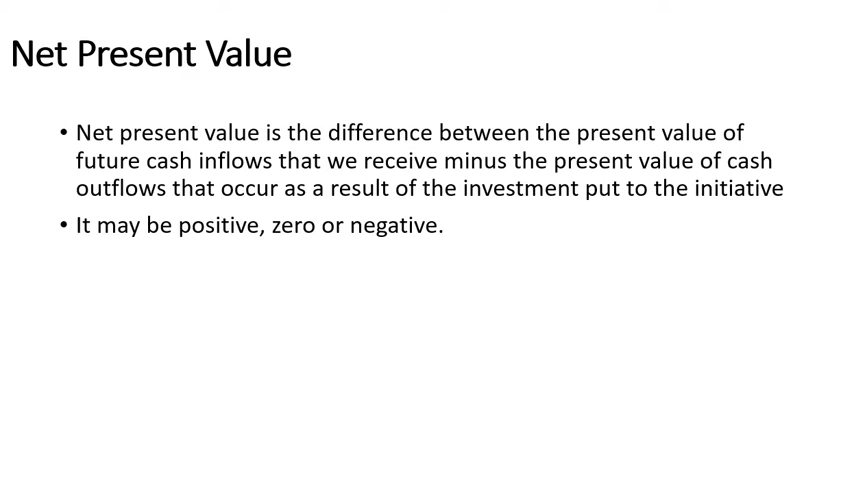 Net Present Value
• Net present value is the difference between the present value of
future cash inflows that we receive minus the present value of cash
outflows that occur as a result of the investment put to the initiative
• It may be positive, zero or negative.